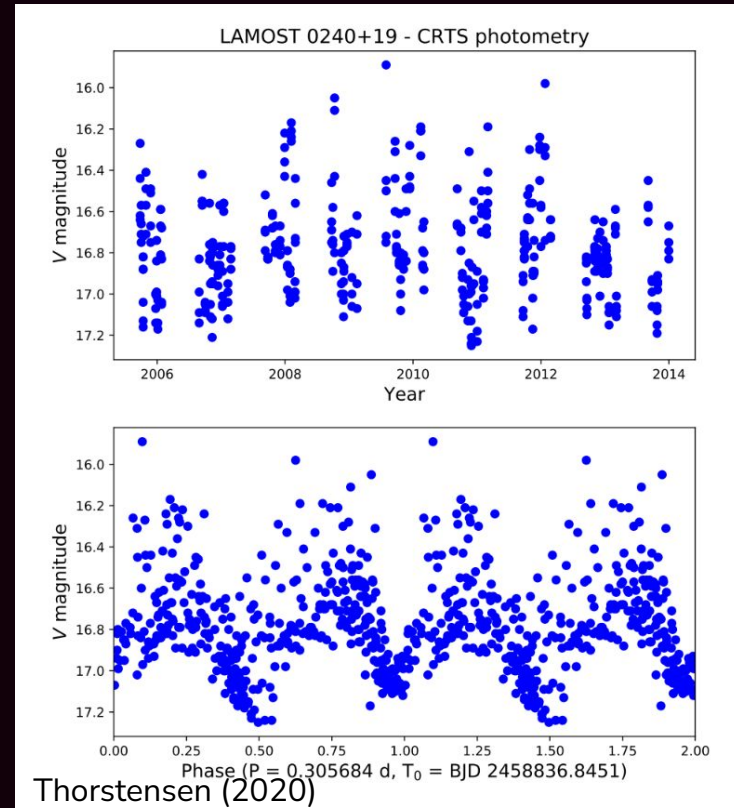 LAMOST 0240+19 - CRTS photometry
V magnitude
16.0
16.2
16.4
16.6
16.8
17.0
17.2
2006 2008 2010 2012 2014
Year
V magnitude
16.0
16.2
16.4
16.6
16.8
17.0
17.2
0.00 0.25 0.50 0.75 1.00 1.25 1.50 1.75 2.00
Phase (P = 0.305684 d, T₀ = BJD 2458836.8451)
Thorstensen (2020)